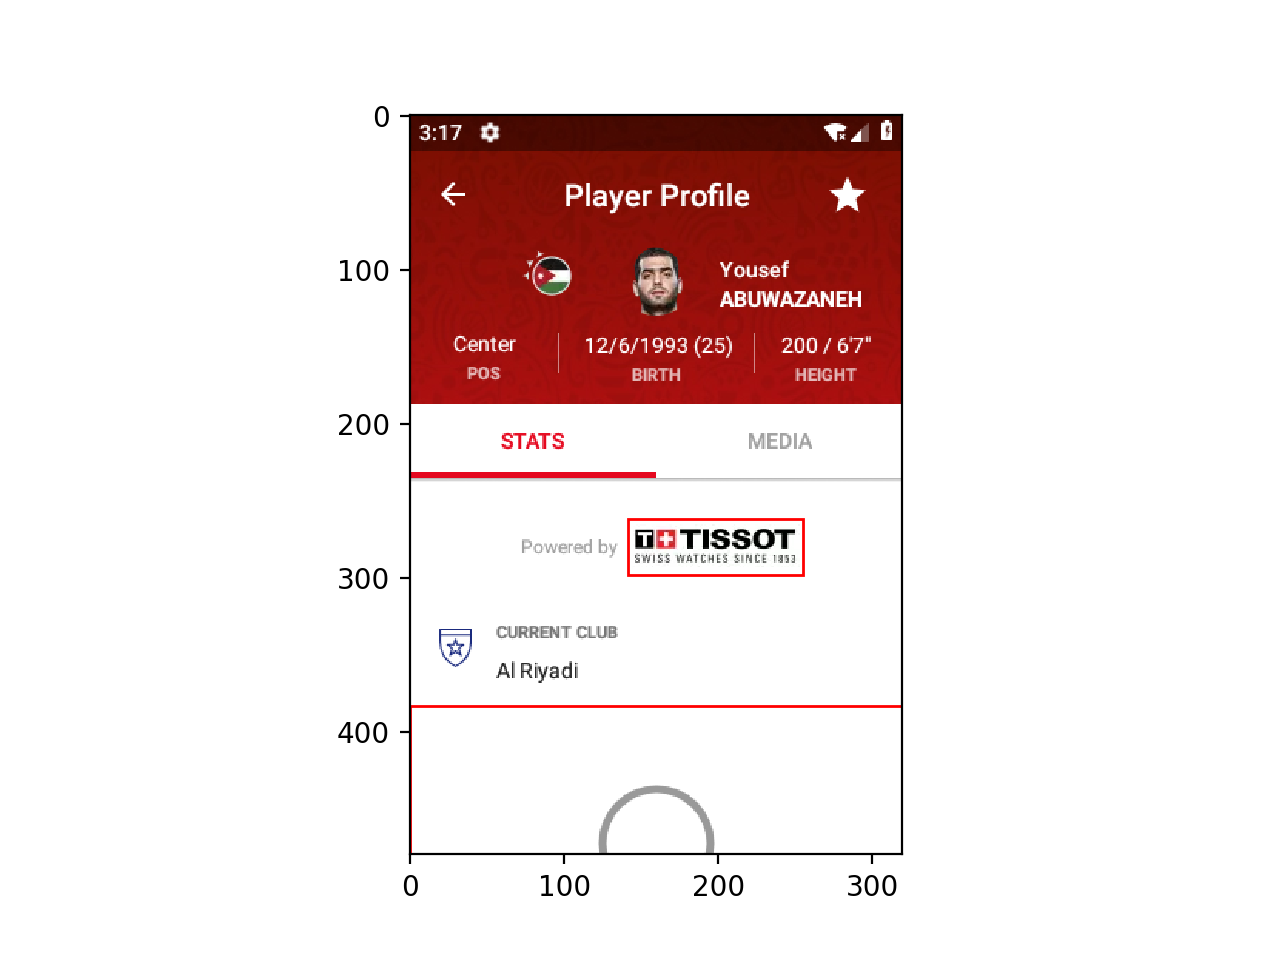 0
100
200
300
400
0 100 200 300
3:17
Player Profile
Yousef
ABUWAZANEH
Center 12/6/1993 (25) 200 / 6'7"
POS BIRTH HEIGHT
STATS MEDIA
Powered by T+ TISSOT
SWISS WATCHES SINCE 1853
CURRENT CLUB
Al Riyadi